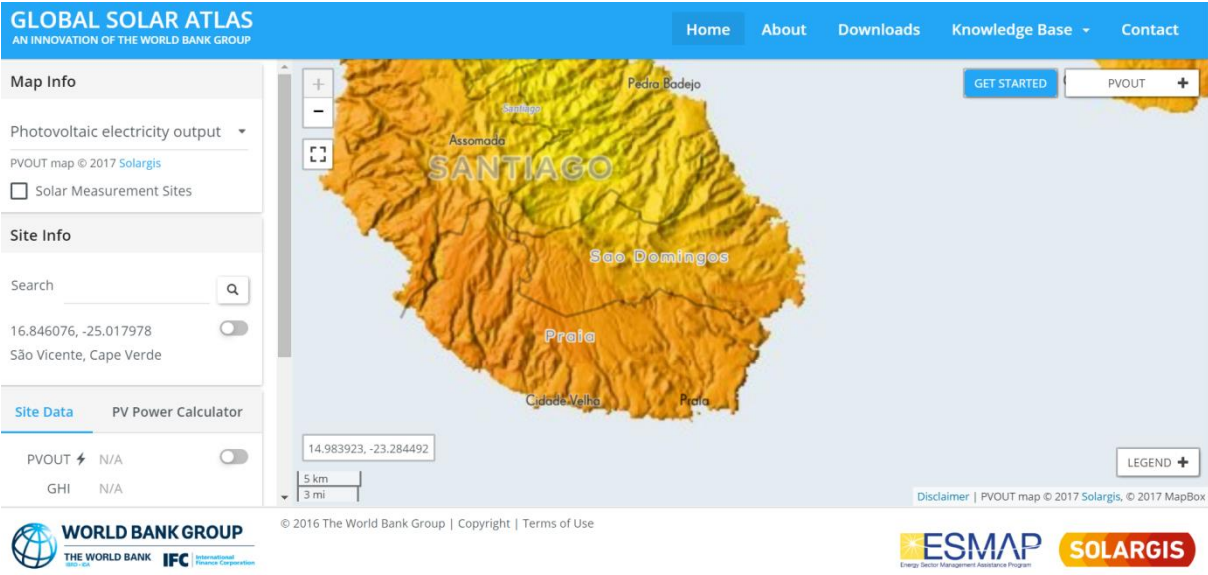 GLOBAL SOLAR ATLAS
AN INNOVATION OF THE WORLD BANK GROUP
Home About Downloads Knowledge Base Contact
Map Info
Photovoltaic electricity output
PVOUT map © 2017 Solargis
Solar Measurement Sites
Site Info
Search
16.846076, -25.017978
São Vicente, Cape Verde
Site Data PV Power Calculator
PVOUT N/A
GHI N/A
+
−
Pedra Badejo
Santiago
Assomada
SANTIAGO
Sao Domingos
Praia
Cidade Velha
Praia
GET STARTED
PVOUT +
14.983923, -23.284492
5 km
3 mi
LEGEND +
Disclaimer | PVOUT map © 2017 Solargis, © 2017 MapBox
WORLD BANK GROUP
THE WORLD BANK IFC International Finance Corporation
IBRD • IDA
© 2016 The World Bank Group | Copyright | Terms of Use
ESMAP
Energy Sector Management Assistance Program
SOLARGIS